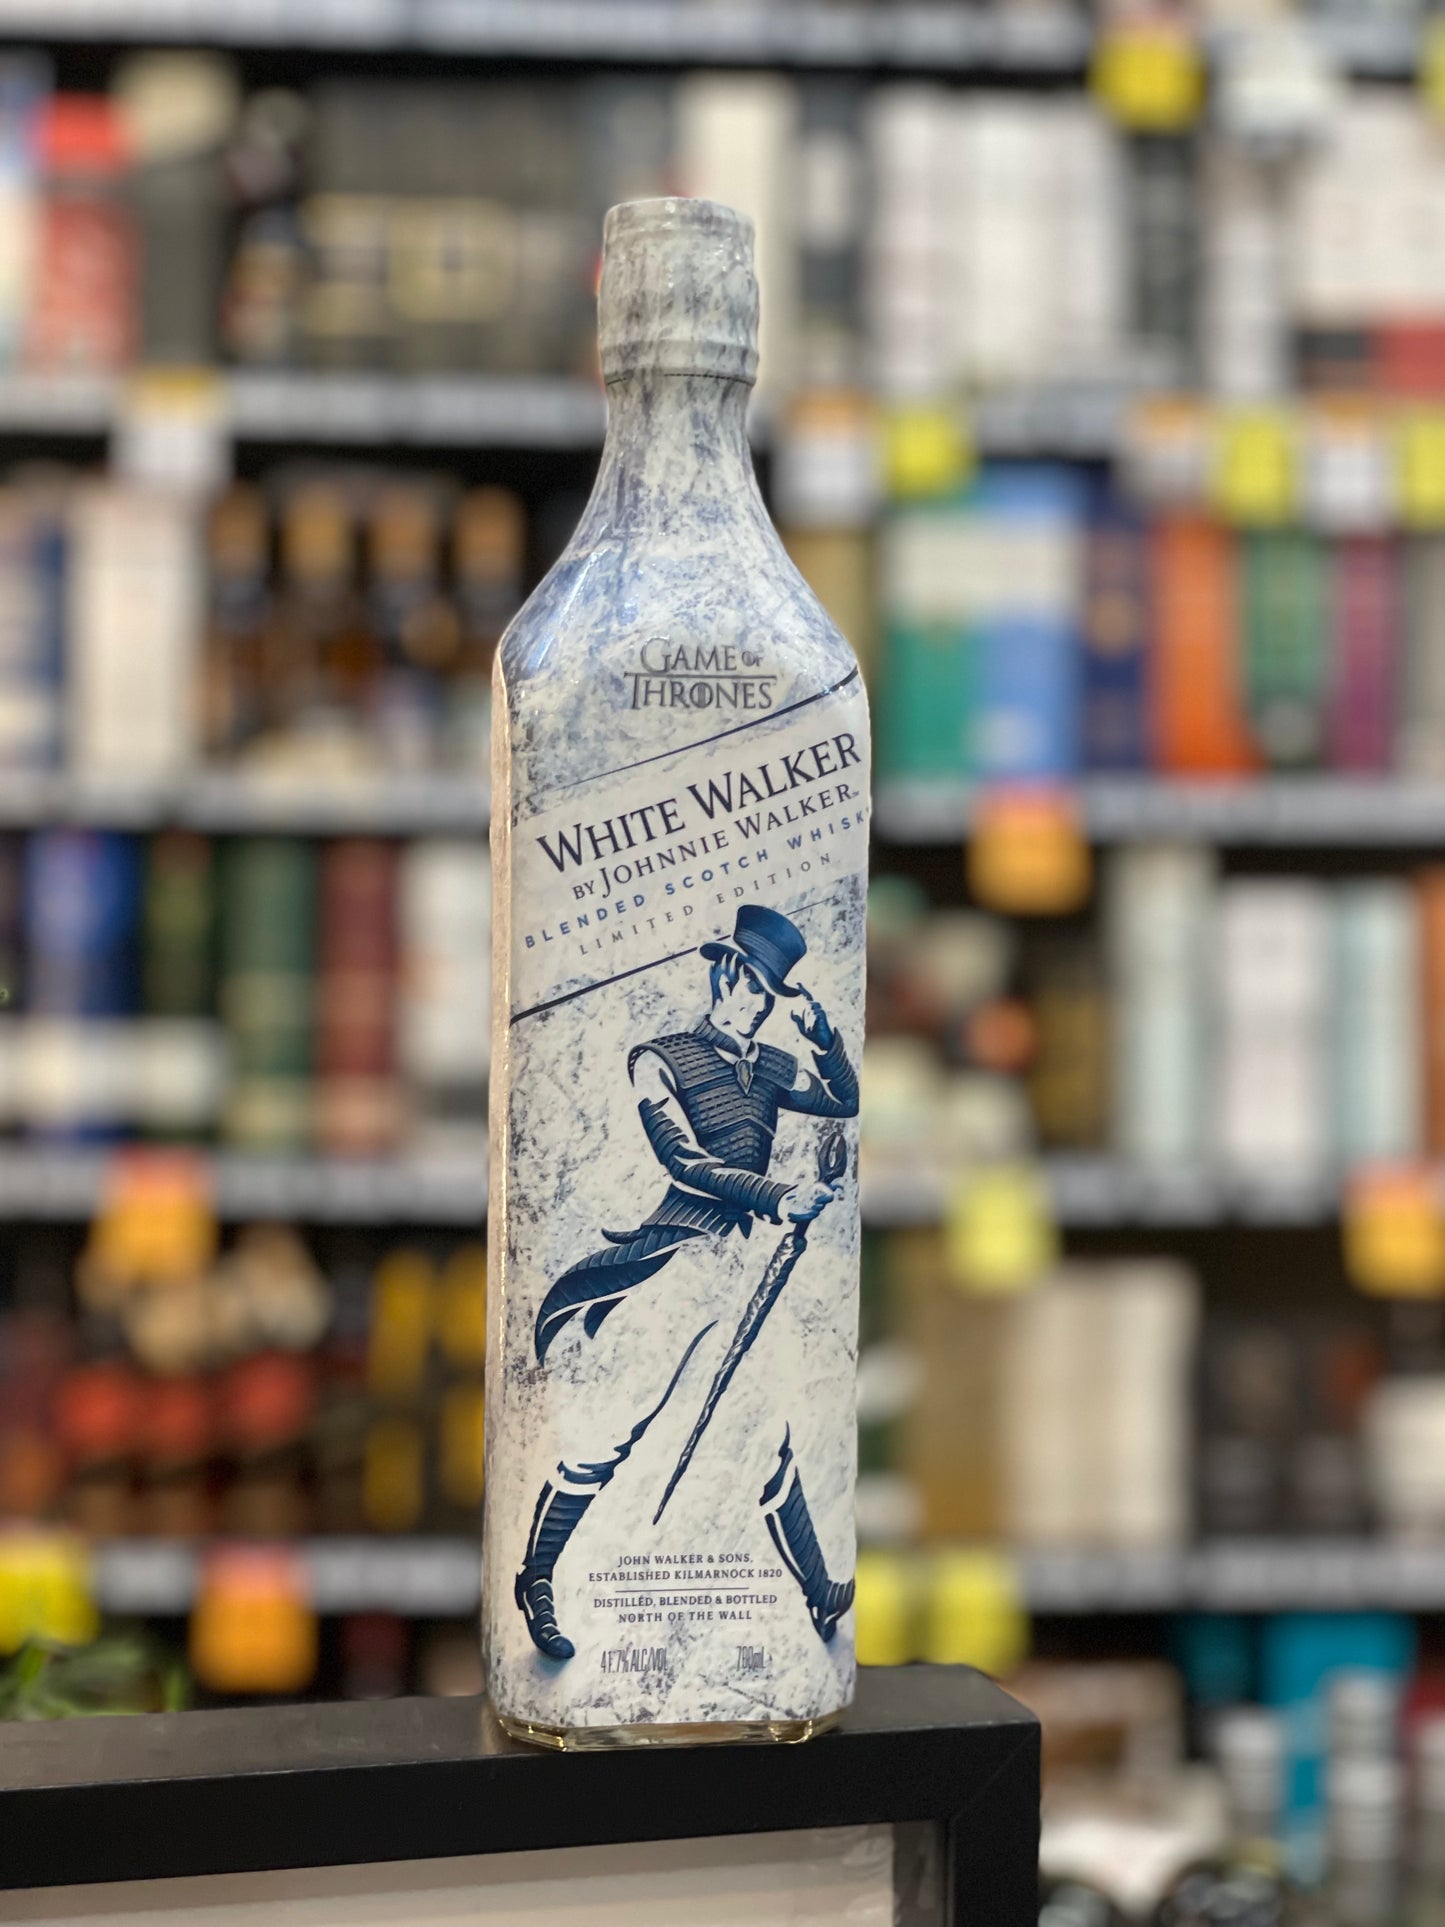 GAME OF
THRONES
WHITE WALKER
BY JOHNNIE WALKER
BLENDED SCOTCH WHISKY
LIMITED EDITION
JOHN WALKER & SONS,
ESTABLISHED KILMARNOCK 1820
DISTILLED, BLENDED & BOTTLED
NORTH OF THE WALL
41.7% ALC/VOL 700mL